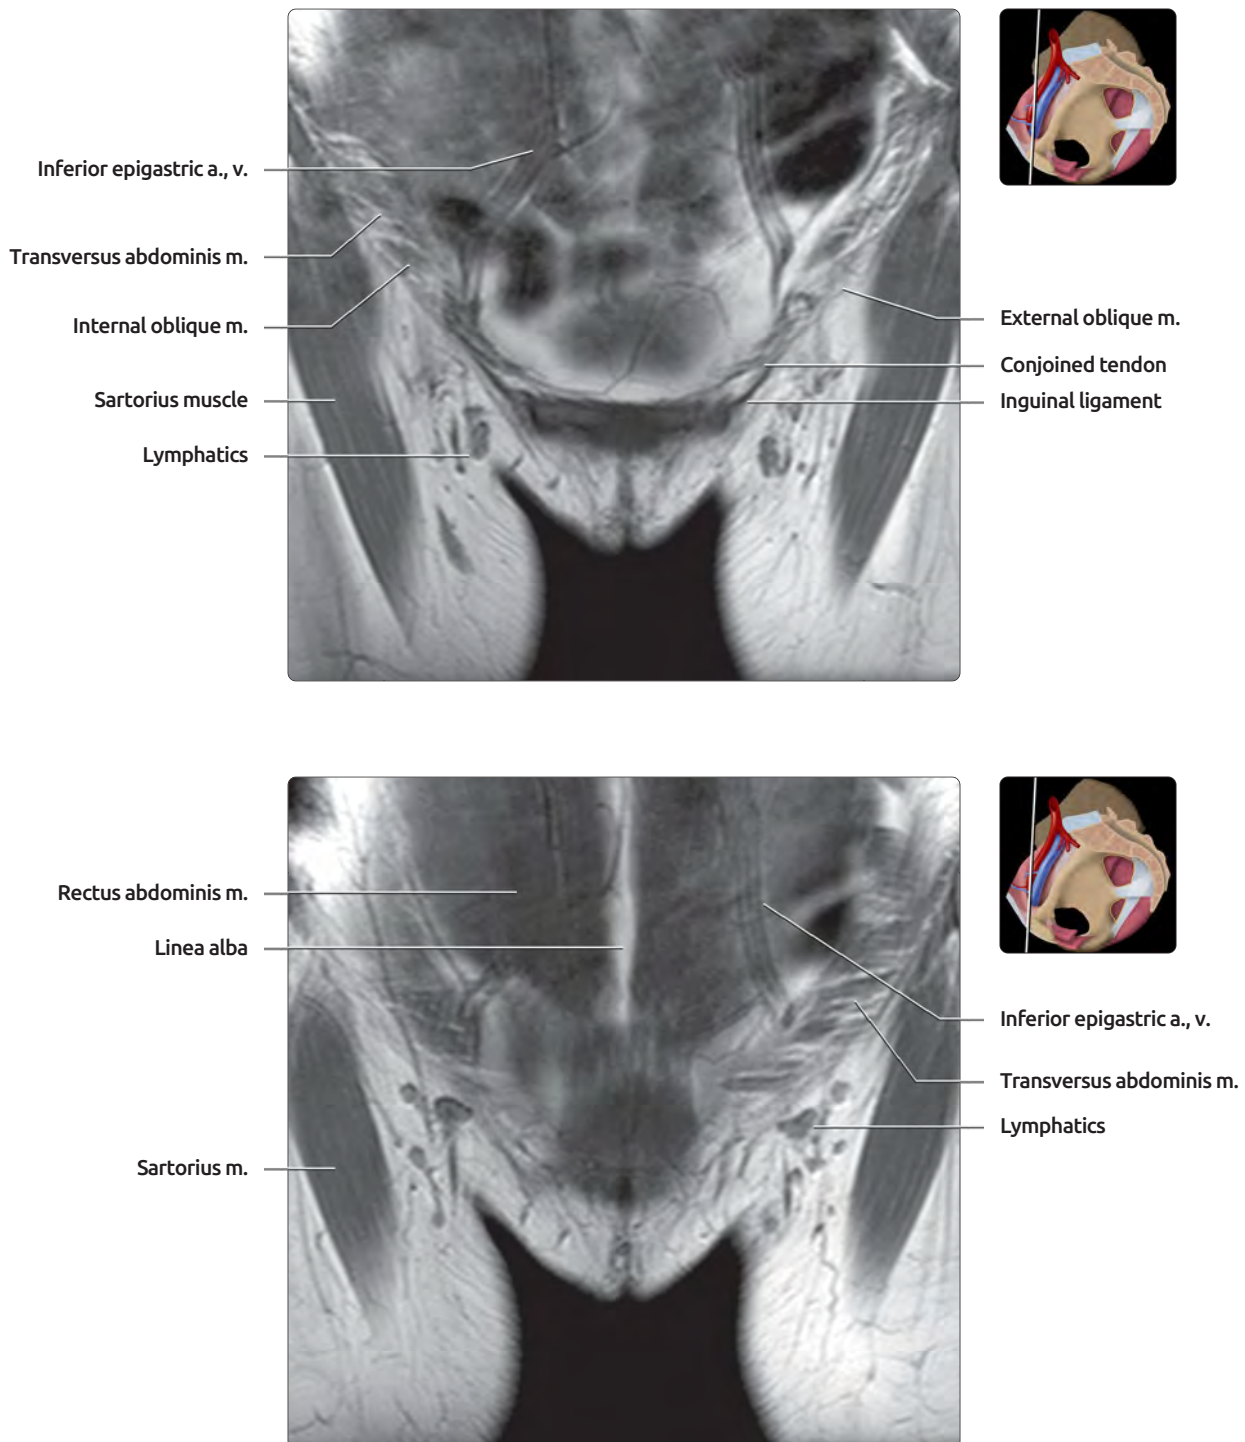 Inferior epigastric a., v.
Transversus abdominis m.
Internal oblique m.
Sartorius muscle
Lymphatics
External oblique m.
Conjoined tendon
Inguinal ligament
Rectus abdominis m.
Linea alba
Sartorius m.
Inferior epigastric a., v.
Transversus abdominis m.
Lymphatics